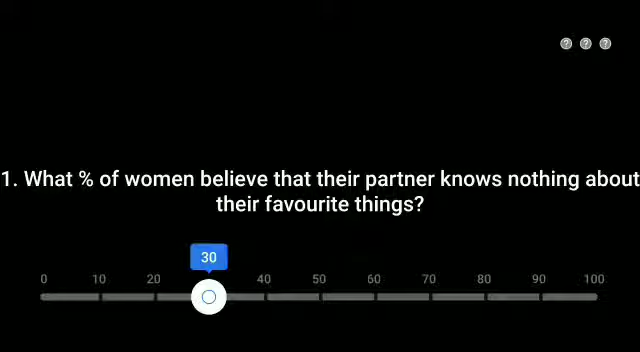 ? ? ?
1. What % of women believe that their partner knows nothing about
their favourite things?
30
0 10 20 40 50 60 70 80 90 100